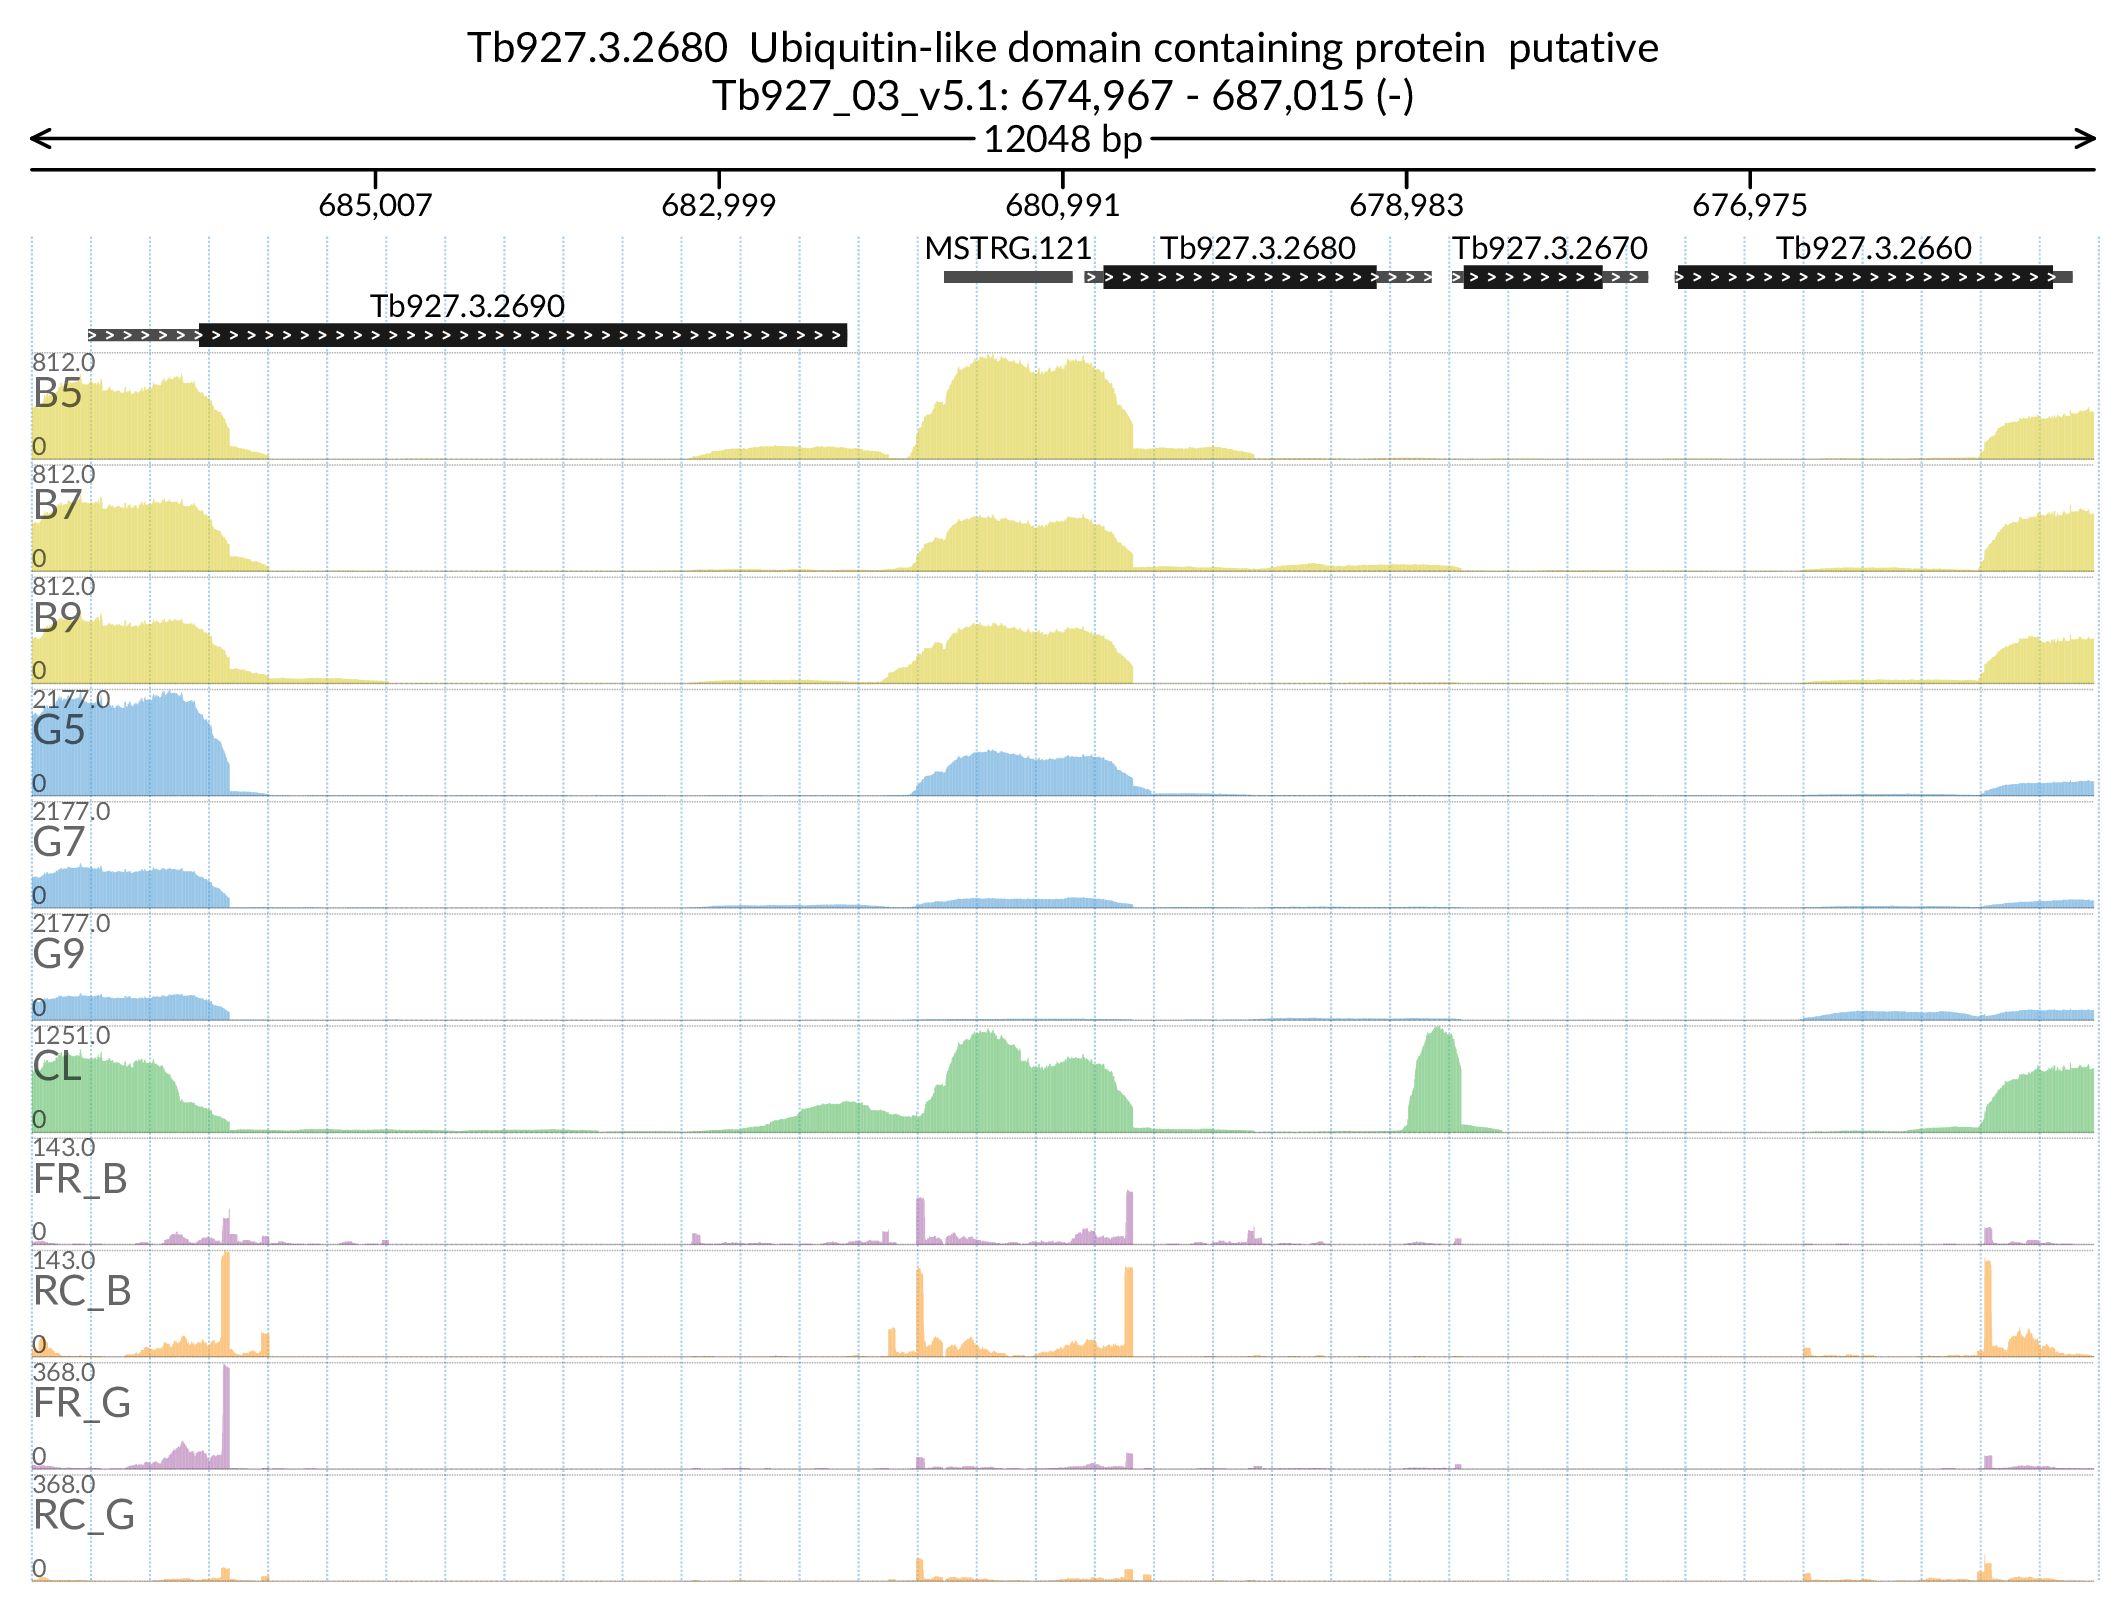 Tb927.3.2680  Ubiquitin-like domain containing protein  putative
Tb927_03_v5.1: 674,967 - 687,015 (-)
12048 bp
685,007 682,999 680,991 678,983 676,975
MSTRG.121 Tb927.3.2680 Tb927.3.2670 Tb927.3.2660
Tb927.3.2690
812.0
B5
0
812.0
B7
0
812.0
B9
0
2177.0
G5
0
2177.0
G7
0
2177.0
G9
0
1251.0
CL
0
143.0
FR_B
0
143.0
RC_B
0
368.0
FR_G
0
368.0
RC_G
0